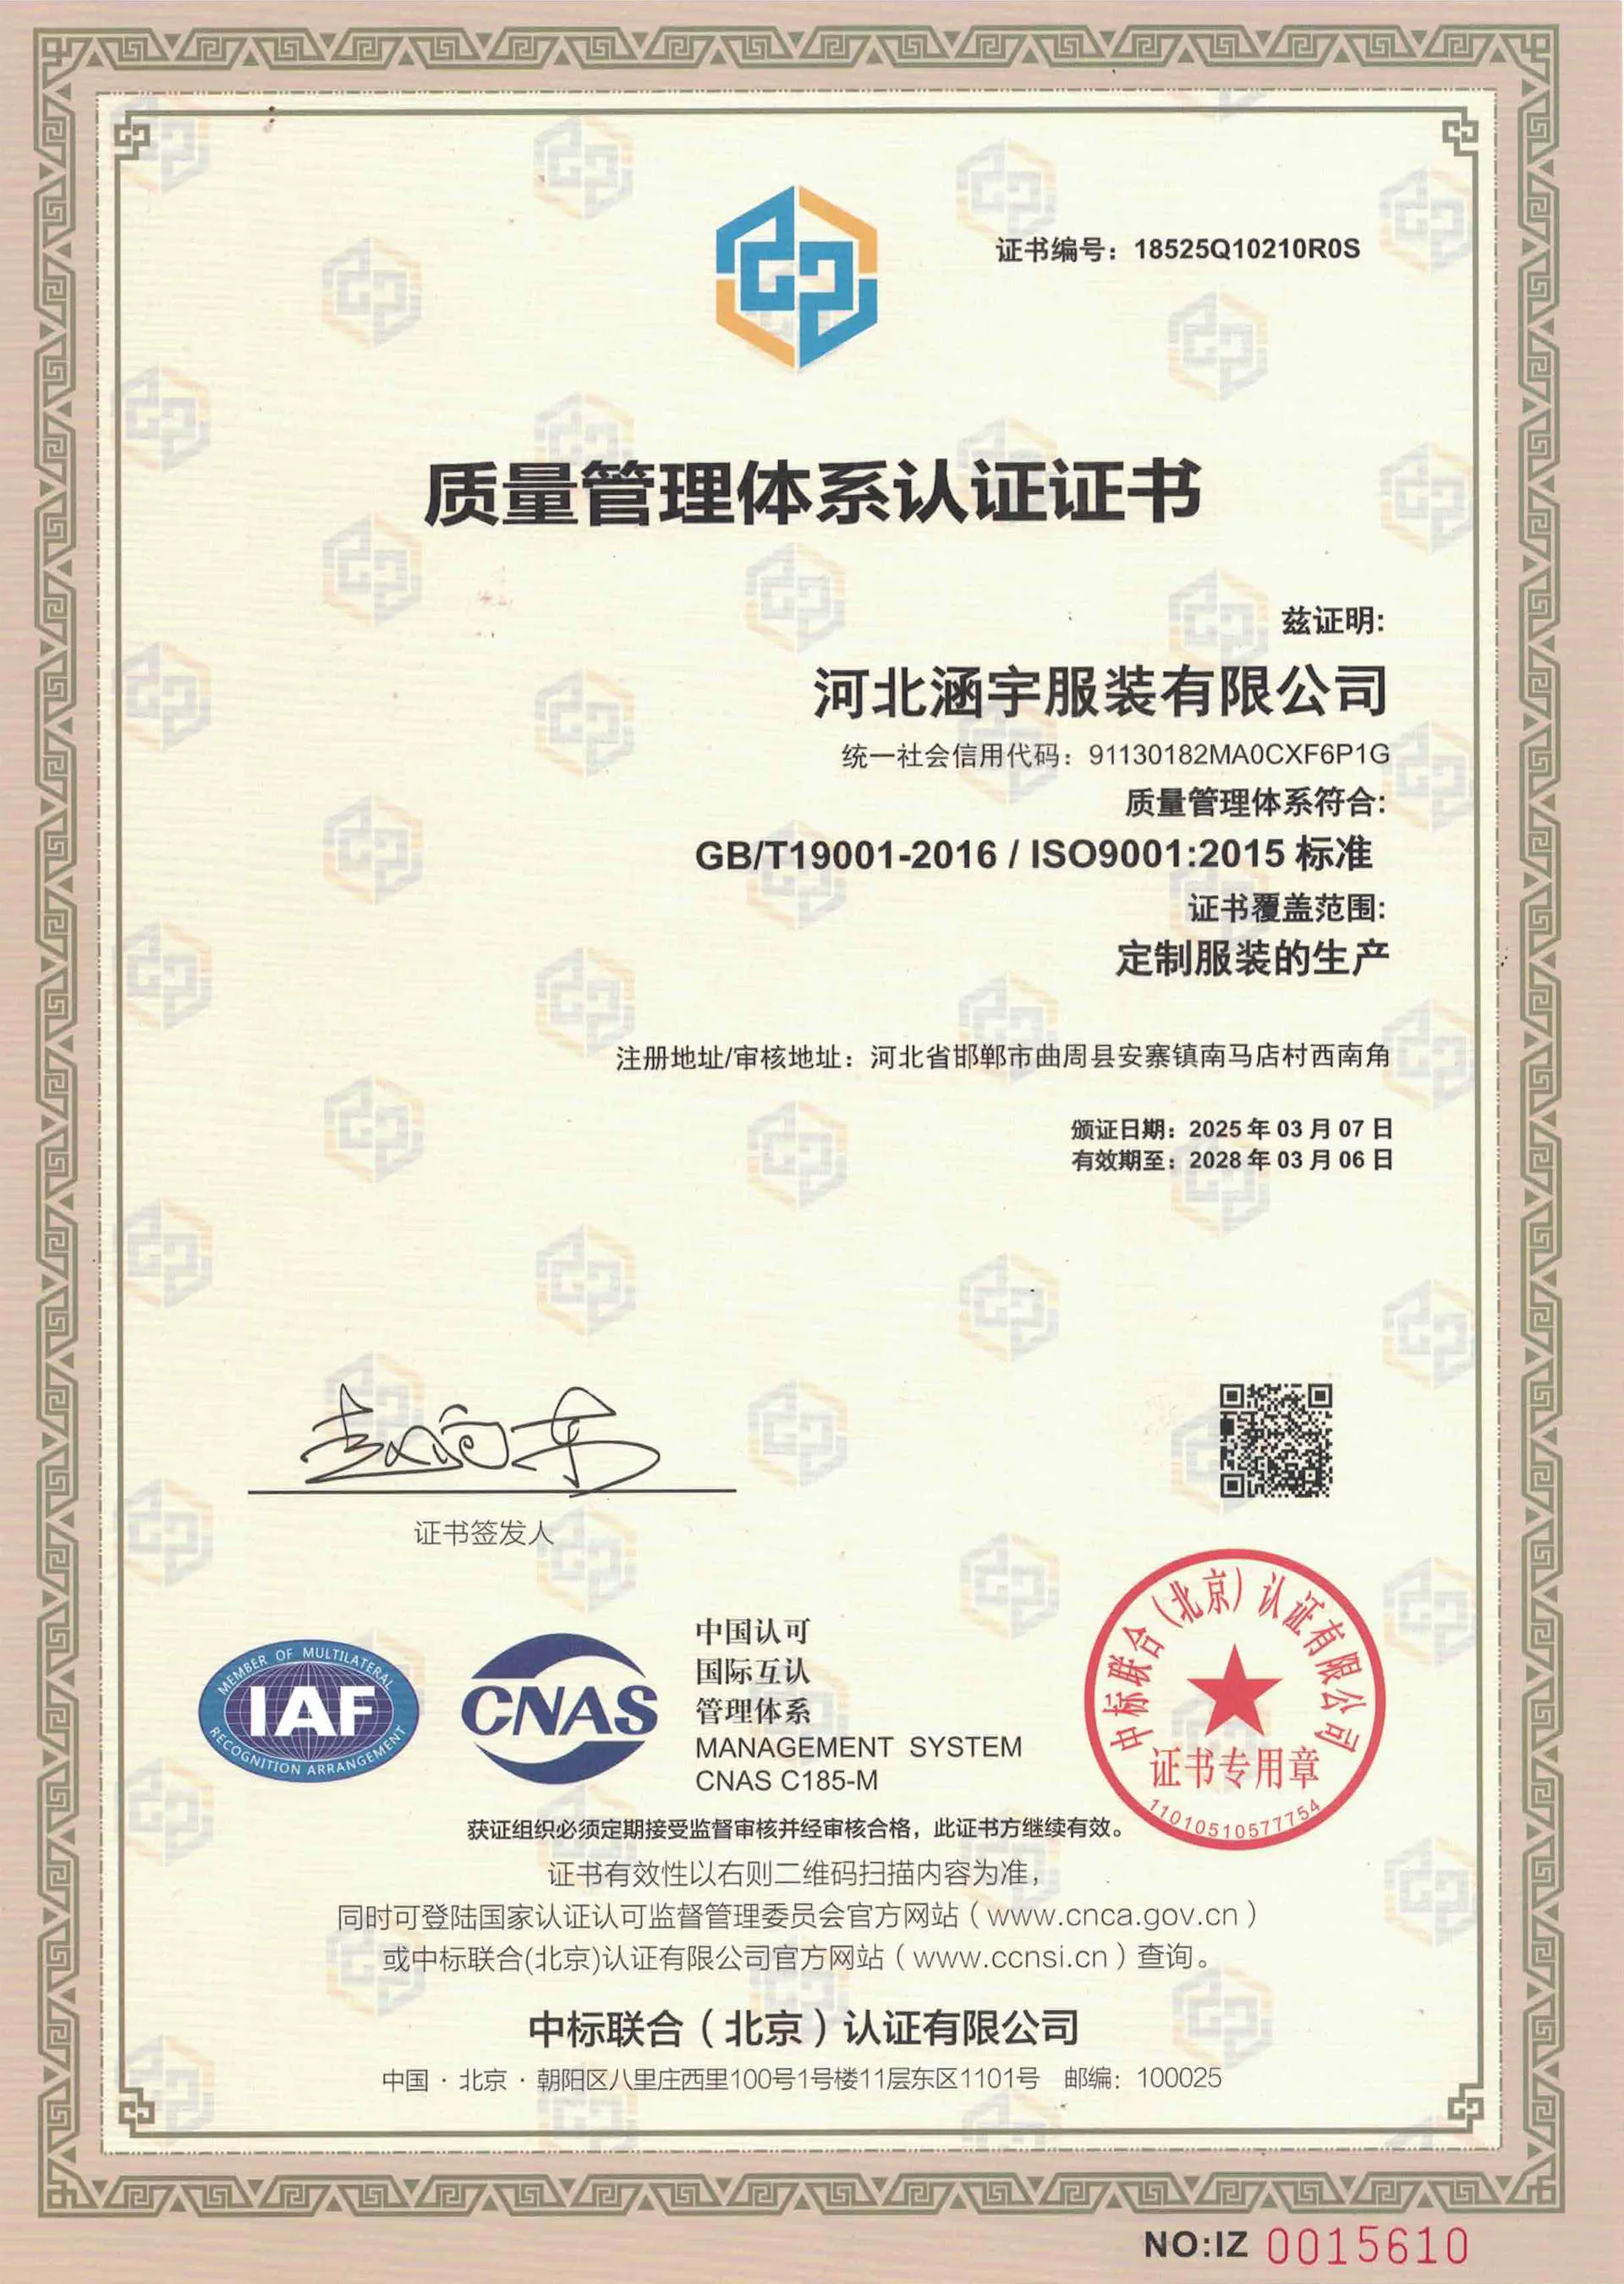 证书编号：18525Q10210R0S
质量管理体系认证证书
兹证明:
河北涵宇服装有限公司
统一社会信用代码：91130182MA0CXF6P1G
质量管理体系符合:
GB/T19001-2016 / ISO9001:2015 标准
证书覆盖范围:
定制服装的生产
注册地址/审核地址：河北省邯郸市曲周县安寨镇南马店村西南角
颁证日期：2025 年 03 月 07 日
有效期至：2028 年 03 月 06 日
赵向东
证书签发人
MEMBER OF MULTILATERAL
IAF
RECOGNITION ARRANGEMENT
CNAS
中国认可
国际互认
管理体系
MANAGEMENT SYSTEM
CNAS C185-M
中标联合（北京）认证有限公司
证书专用章
11010510577754
获证组织必须定期接受监督审核并经审核合格，此证书方继续有效。
证书有效性以右则二维码扫描内容为准，
同时可登陆国家认证认可监督管理委员会官方网站（www.cnca.gov.cn）
或中标联合(北京)认证有限公司官方网站（www.ccnsi.cn）查询。
中标联合（北京）认证有限公司
中国 · 北京 · 朝阳区八里庄西里100号1号楼11层东区1101号 邮编：100025
NO:IZ 0015610